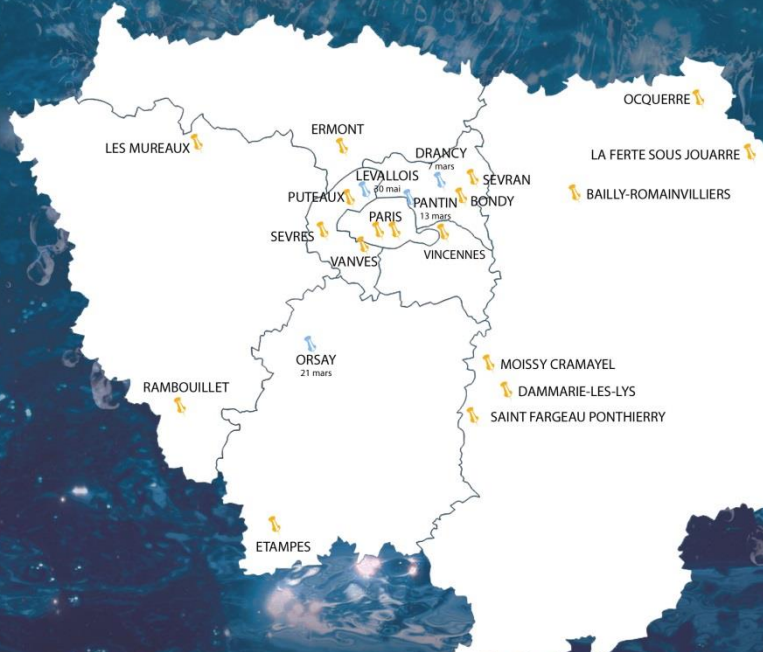 OCQUERRE
ERMONT
LES MUREAUX
DRANCY
7 mars
LA FERTE SOUS JOUARRE
LEVALLOIS
30 mai
SEVRAN
PUTEAUX
PANTIN
13 mars
BONDY
BAILLY-ROMAINVILLIERS
PARIS
SEVRES
VANVES
VINCENNES
ORSAY
21 mars
MOISSY CRAMAYEL
RAMBOUILLET
DAMMARIE-LES-LYS
SAINT FARGEAU PONTHIERRY
ETAMPES